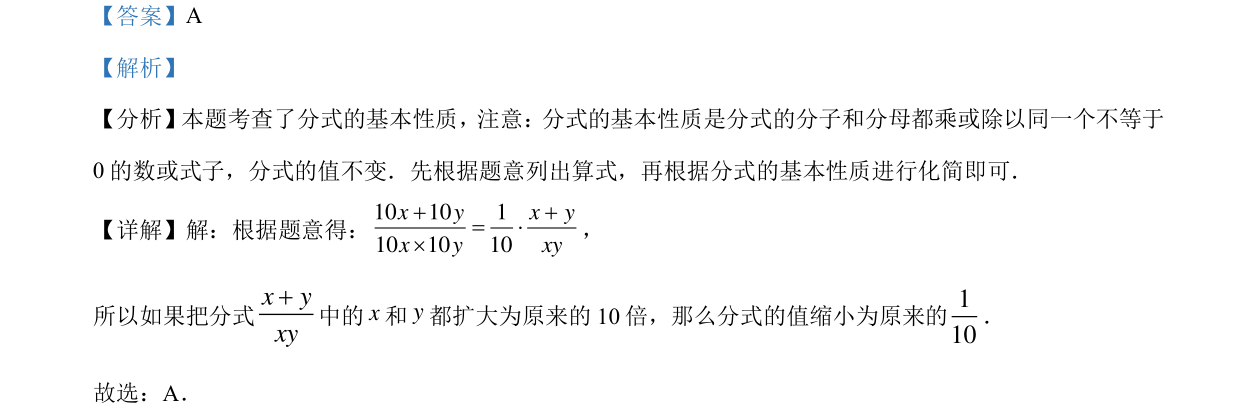 【答案】A
【解析】
【分析】本题考查了分式的基本性质，注意：分式的基本性质是分式的分子和分母都乘或除以同一个不等于
0 的数或式子，分式的值不变．先根据题意列出算式，再根据分式的基本性质进行化简即可．
【详解】解：根据题意得：$\frac{10x+10y}{10x\times10y}=\frac{1}{10}\cdot\frac{x+y}{xy}$，
所以如果把分式$\frac{x+y}{xy}$中的 x 和 y 都扩大为原来的 10 倍，那么分式的值缩小为原来的$\frac{1}{10}$．
故选：A．